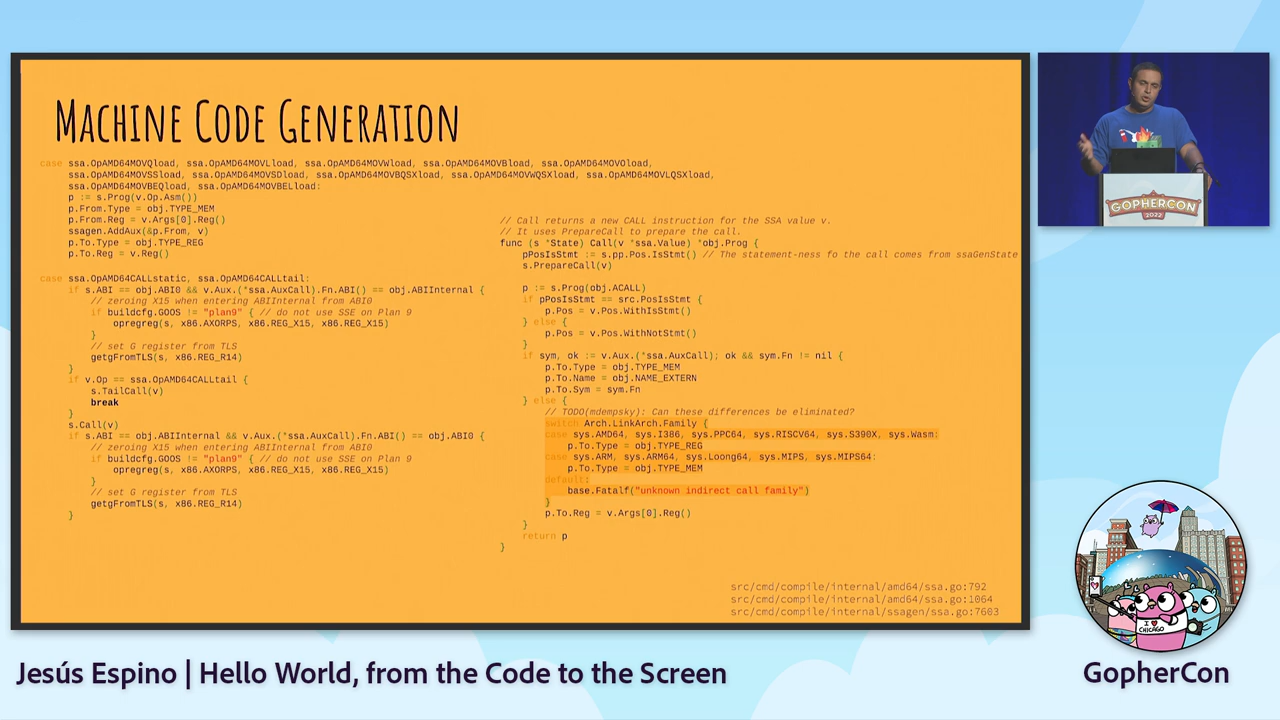 MACHINE CODE GENERATION
case ssa.OpAMD64MOVQload, ssa.OpAMD64MOVLload, ssa.OpAMD64MOVWload, ssa.OpAMD64MOVBload, ssa.OpAMD64MOVOload,
ssa.OpAMD64MOVSSload, ssa.OpAMD64MOVSDload, ssa.OpAMD64MOVBQSXload, ssa.OpAMD64MOVWQSXload, ssa.OpAMD64MOVLQSXload,
ssa.OpAMD64MOVBEQload, ssa.OpAMD64MOVBELload:
p := s.Prog(v.Op.Asm())
p.From.Type = obj.TYPE_MEM
p.From.Reg = v.Args[0].Reg()
ssagen.AddAux(&p.From, v)
p.To.Type = obj.TYPE_REG
p.To.Reg = v.Reg()
case ssa.OpAMD64CALLstatic, ssa.OpAMD64CALLtail:
if s.ABI == obj.ABI0 && v.Aux.(*ssa.AuxCall).Fn.ABI() == obj.ABIInternal {
// zeroing X15 when entering ABIInternal from ABI0
if buildcfg.GOOS != "plan9" { // do not use SSE on Plan 9
opregreg(s, x86.AXORPS, x86.REG_X15, x86.REG_X15)
}
// set G register from TLS
getgFromTLS(s, x86.REG_R14)
}
if v.Op == ssa.OpAMD64CALLtail {
s.TailCall(v)
break
}
s.Call(v)
if s.ABI == obj.ABIInternal && v.Aux.(*ssa.AuxCall).Fn.ABI() == obj.ABI0 {
// zeroing X15 when entering ABIInternal from ABI0
if buildcfg.GOOS != "plan9" { // do not use SSE on Plan 9
opregreg(s, x86.AXORPS, x86.REG_X15, x86.REG_X15)
}
// set G register from TLS
getgFromTLS(s, x86.REG_R14)
}
// Call returns a new CALL instruction for the SSA value v.
// It uses PrepareCall to prepare the call.
func (s *State) Call(v *ssa.Value) *obj.Prog {
pPosIsStmt := s.pp.Pos.IsStmt() // The statement-ness fo the call comes from ssaGenState
s.PrepareCall(v)
p := s.Prog(obj.ACALL)
if pPosIsStmt == src.PosIsStmt {
p.Pos = v.Pos.WithIsStmt()
} else {
p.Pos = v.Pos.WithNotStmt()
}
if sym, ok := v.Aux.(*ssa.AuxCall); ok && sym.Fn != nil {
p.To.Type = obj.TYPE_MEM
p.To.Name = obj.NAME_EXTERN
p.To.Sym = sym.Fn
} else {
// TODO(mdempsky): Can these differences be eliminated?
switch Arch.LinkArch.Family {
case sys.AMD64, sys.I386, sys.PPC64, sys.RISCV64, sys.S390X, sys.Wasm:
p.To.Type = obj.TYPE_REG
case sys.ARM, sys.ARM64, sys.Loong64, sys.MIPS, sys.MIPS64:
p.To.Type = obj.TYPE_MEM
default:
base.Fatalf("unknown indirect call family")
}
p.To.Reg = v.Args[0].Reg()
}
return p
}
src/cmd/compile/internal/amd64/ssa.go:792
src/cmd/compile/internal/amd64/ssa.go:1064
src/cmd/compile/internal/ssagen/ssa.go:7603
GOPHERCON
2022
I ♥
CHICAGO
Jesús Espino | Hello World, from the Code to the Screen
GopherCon